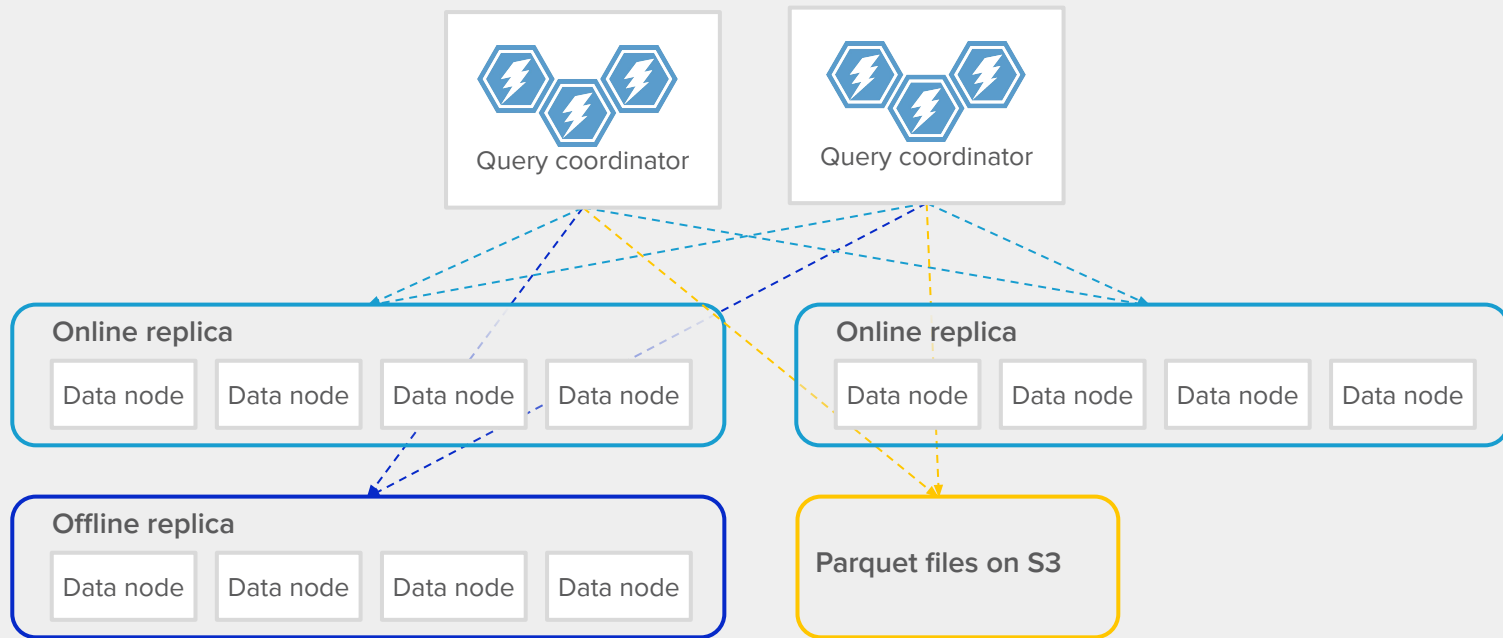 Query coordinator
Query coordinator
Online replica
Data node
Data node
Data node
Data node
Online replica
Data node
Data node
Data node
Data node
Offline replica
Data node
Data node
Data node
Data node
Parquet files on S3